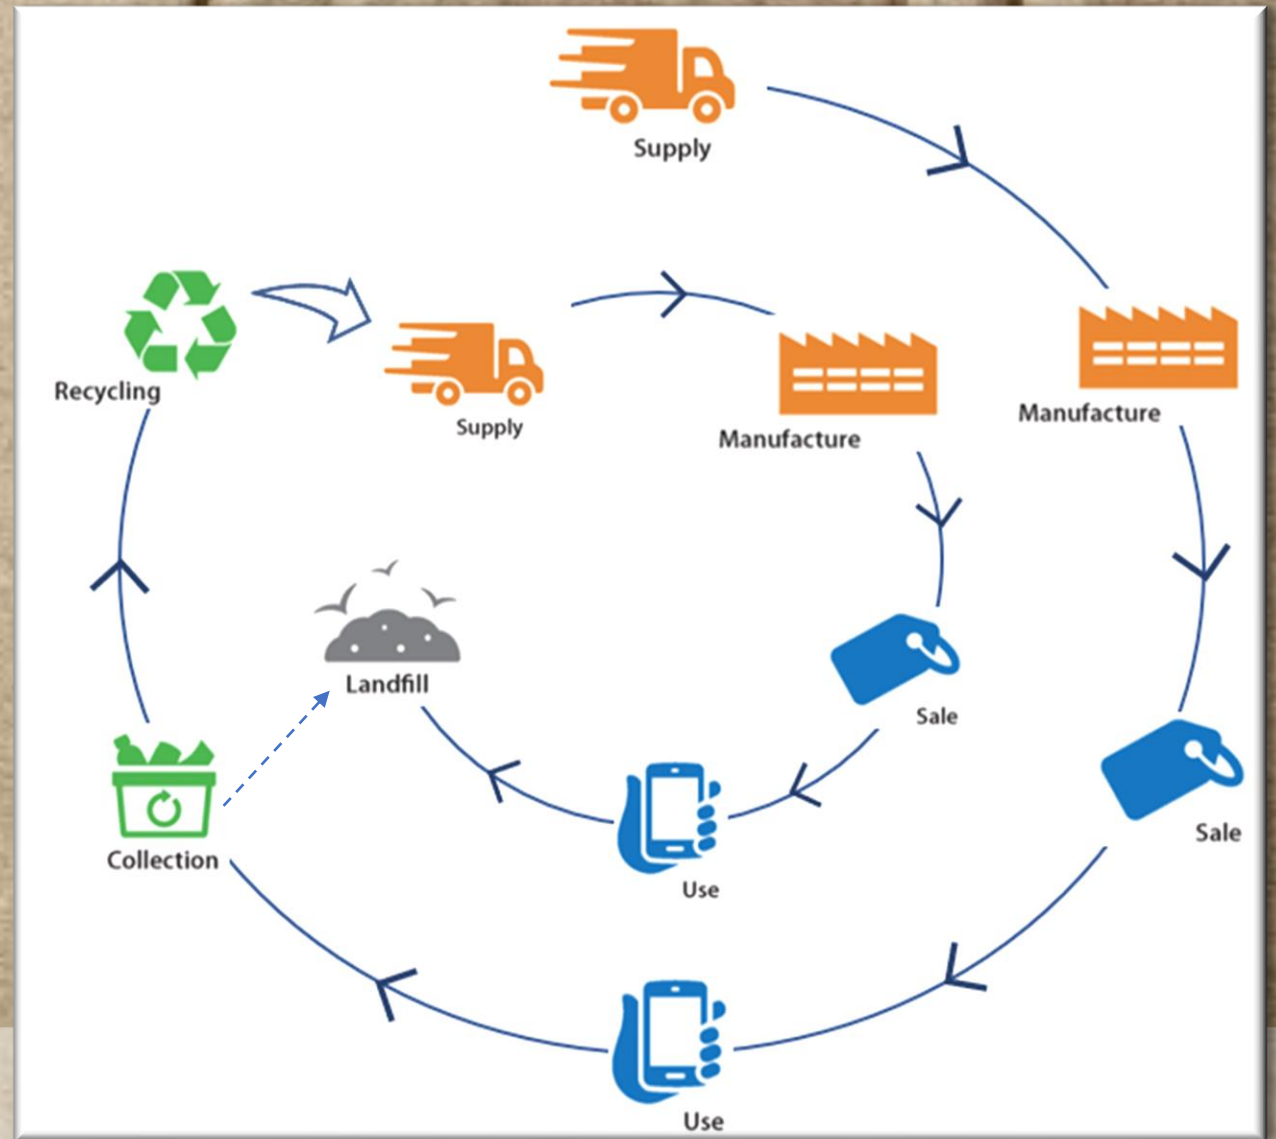 Supply
Manufacture
Sale
Use
Collection
Recycling
Supply
Manufacture
Sale
Use
Landfill